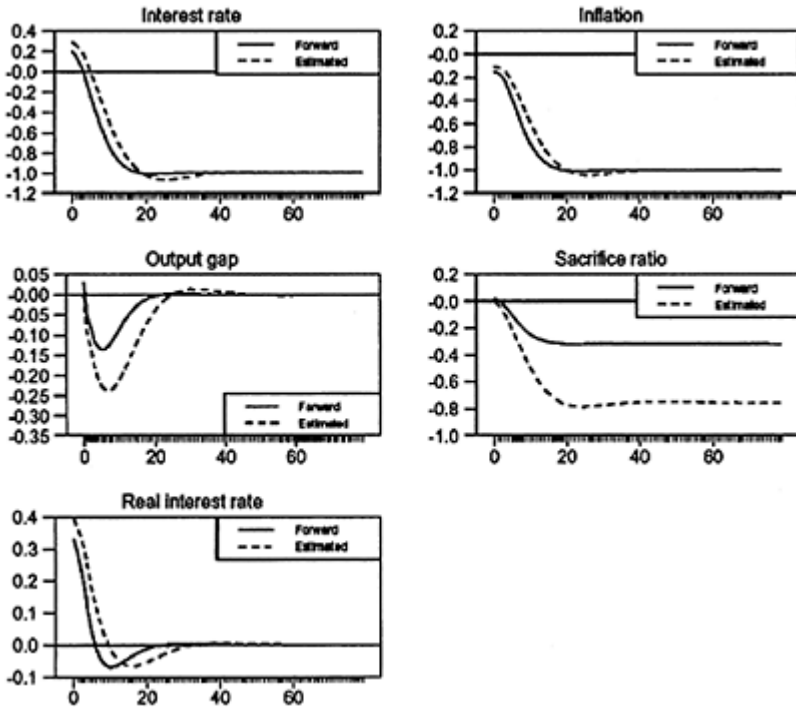 Interest rate
0.4
0.2
-0.0
-0.2
-0.4
-0.6
-0.8
-1.0
-1.2
Forward
Estimated
0 20 40 60
Inflation
0.2
-0.0
-0.2
-0.4
-0.6
-0.8
-1.0
-1.2
Forward
Estimated
0 20 40 60
Output gap
0.05
-0.00
-0.05
-0.10
-0.15
-0.20
-0.25
-0.30
-0.35
Forward
Estimated
0 20 40 60
Sacrifice ratio
0.2
-0.0
-0.2
-0.4
-0.6
-0.8
-1.0
Forward
Estimated
0 20 40 60
Real interest rate
0.4
0.3
0.2
0.1
0.0
-0.1
Forward
Estimated
0 20 40 60